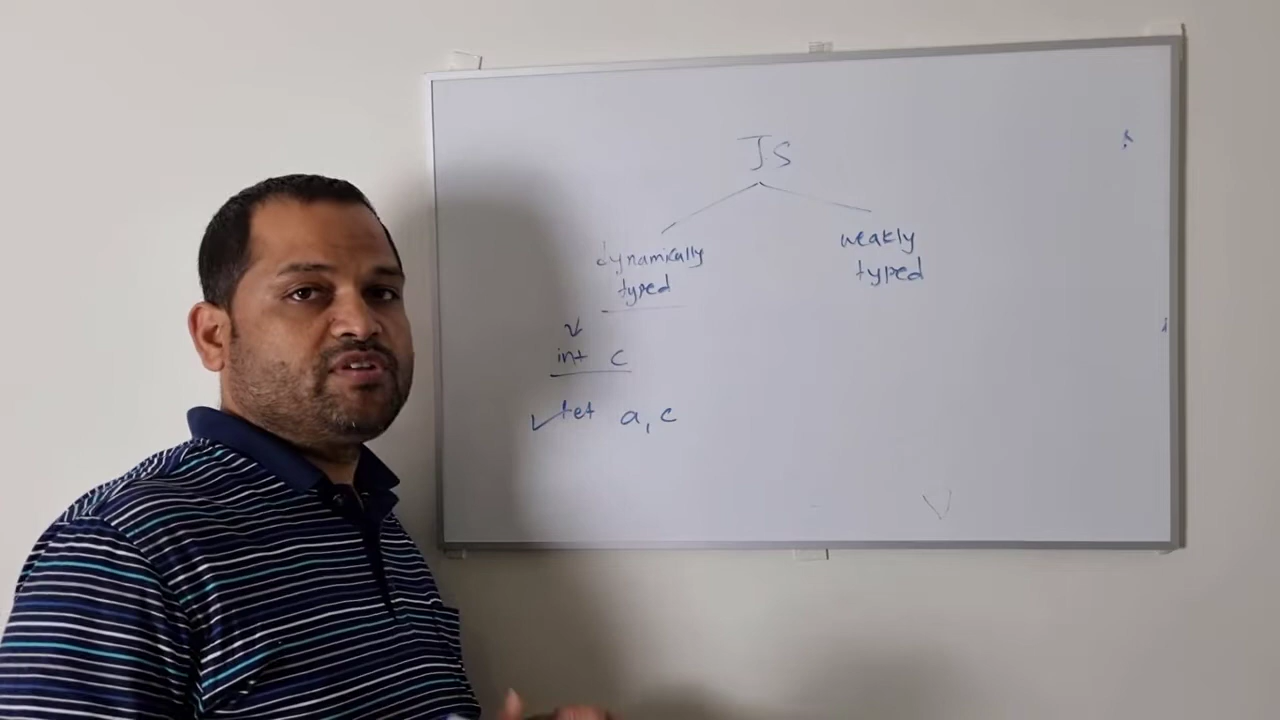 JS
dynamically
typed
weakly
typed
int c
let a, c